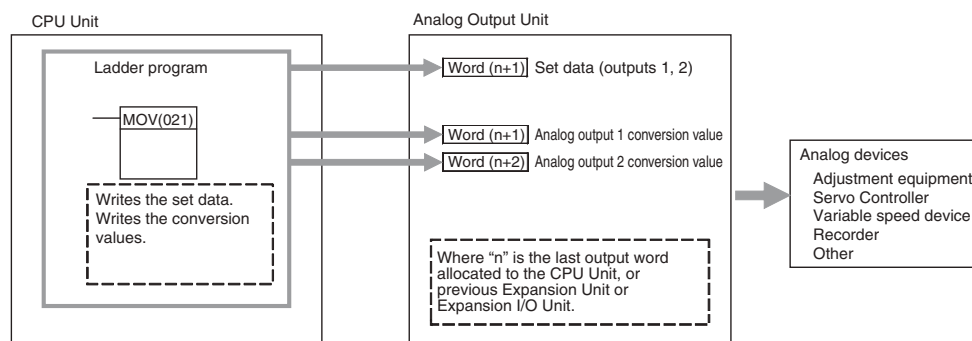 CPU Unit
Analog Output Unit
Ladder program
MOV(021)
Writes the set data.
Writes the conversion
values.
Word (n+1) Set data (outputs 1, 2)
Word (n+1) Analog output 1 conversion value
Word (n+2) Analog output 2 conversion value
Where “n” is the last output word
allocated to the CPU Unit, or
previous Expansion Unit or
Expansion I/O Unit.
Analog devices
Adjustment equipment
Servo Controller
Variable speed device
Recorder
Other